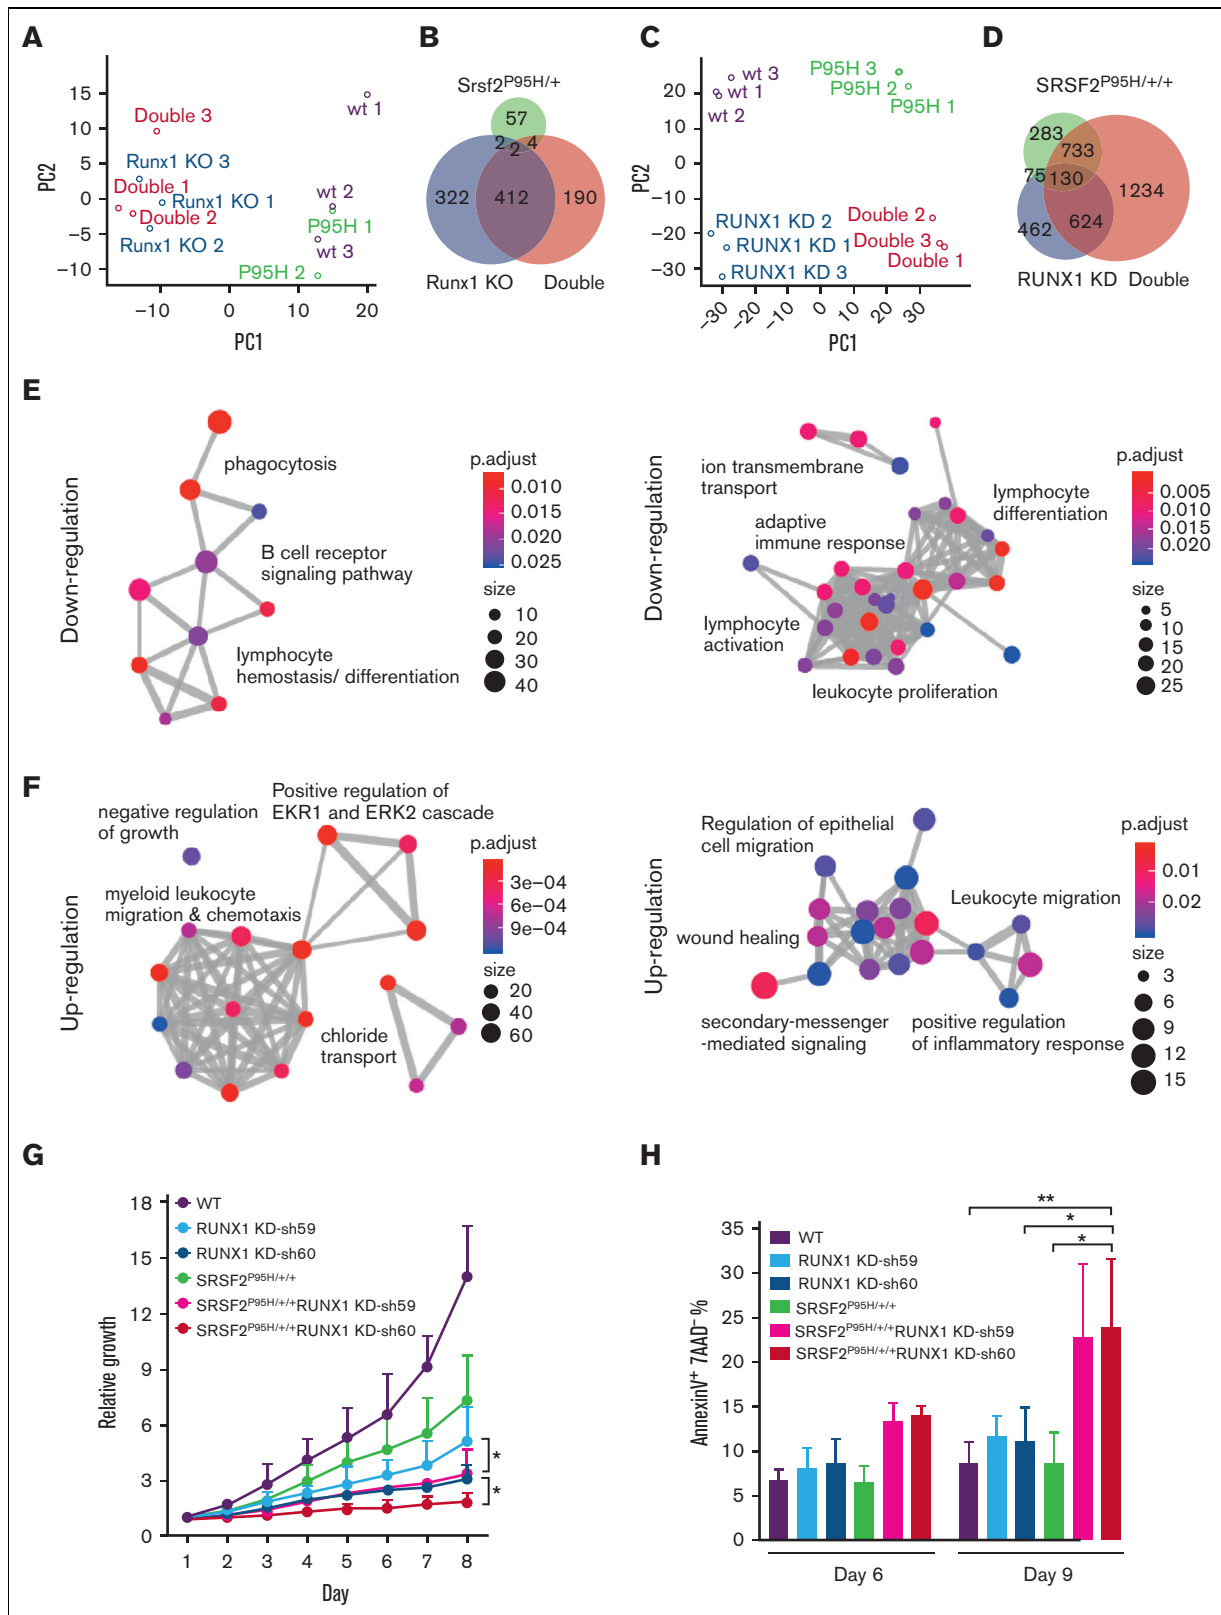 A
PC2
15
10
5
0
−5
−10
−10
0
10
20
PC1
wt 1
Double 3
Runx1 KO 3
Double 1
Runx1 KO 1
Double 2
Runx1 KO 2
wt 2
P95H 1
wt 3
P95H 2
B
Srsf2P95H/+
57
2
4
2
322
412
190
Runx1 KO
Double
C
PC2
20
10
0
−10
−20
−30
−30
−20
−10
0
10
20
30
PC1
wt 3
wt 1
wt 2
P95H 3
P95H 2
P95H 1
RUNX1 KD 2
RUNX1 KD 1
RUNX1 KD 3
Double 2
Double 3
Double 1
D
SRSF2P95H/+/+
283
733
75
130
1234
462
624
RUNX1 KD
Double
E
Down-regulation
phagocytosis
B cell receptor
signaling pathway
lymphocyte
hemostasis/ differentiation
p.adjust
0.010
0.015
0.020
0.025
size
10
20
30
40
Down-regulation
ion transmembrane
transport
adaptive
immune response
lymphocyte
differentiation
lymphocyte
activation
leukocyte proliferation
p.adjust
0.005
0.010
0.015
0.020
size
5
10
15
20
25
F
Up-regulation
negative regulation
of growth
Positive regulation of
EKR1 and ERK2 cascade
myeloid leukocyte
migration & chemotaxis
chloride
transport
p.adjust
3e−04
6e−04
9e−04
size
20
40
60
Up-regulation
Regulation of epithelial
cell migration
Leukocyte migration
wound healing
secondary-messenger
-mediated signaling
positive regulation
of inflammatory response
p.adjust
0.01
0.02
size
3
6
9
12
15
G
Relative growth
18
15
12
9
6
3
0
1
2
3
4
5
6
7
8
Day
WT
RUNX1 KD-sh59
RUNX1 KD-sh60
SRSF2P95H/+/+
SRSF2P95H/+/+RUNX1 KD-sh59
SRSF2P95H/+/+RUNX1 KD-sh60
*
*
H
AnnexinV+ 7AAD− %
35
30
25
20
15
10
5
0
WT
RUNX1 KD-sh59
RUNX1 KD-sh60
SRSF2P95H/+/+
SRSF2P95H/+/+RUNX1 KD-sh59
SRSF2P95H/+/+RUNX1 KD-sh60
**
*
*
Day 6
Day 9